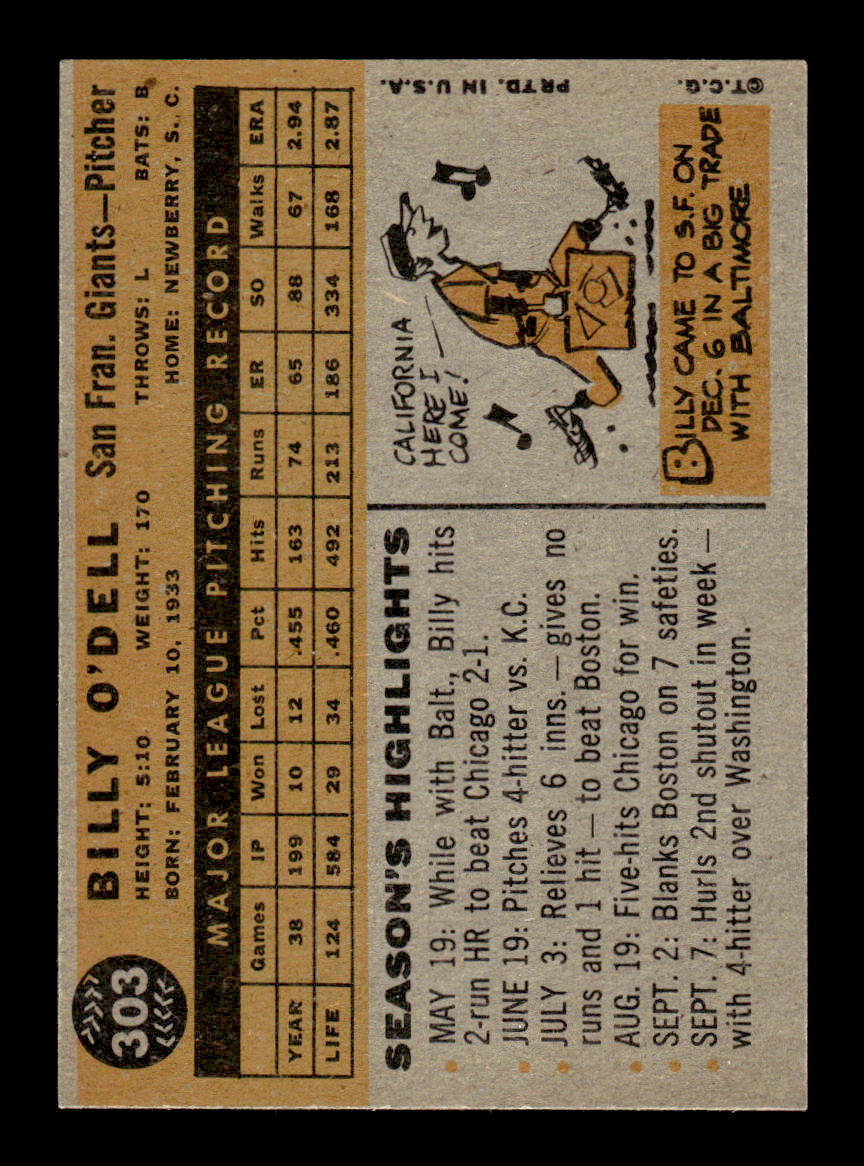 303
BILLY O'DELL San Fran. Giants—Pitcher
HEIGHT: 5:10 WEIGHT: 170 THROWS: L BATS: B
BORN: FEBRUARY 10, 1933 HOME: NEWBERRY, S. C.
MAJOR LEAGUE PITCHING RECORD
Games IP Won Lost Pct Hits Runs ER SO Walks ERA
YEAR 38 199 10 12 .455 163 74 65 88 67 2.94
LIFE 124 584 29 34 .460 492 213 186 334 168 2.87
SEASON'S HIGHLIGHTS
• MAY 19: While with Balt., Billy hits
2-run HR to beat Chicago 2-1.
• JUNE 19: Pitches 4-hitter vs. K.C.
• JULY 3: Relieves 6 inns.—gives no
runs and 1 hit—to beat Boston.
• AUG. 19: Five-hits Chicago for win.
• SEPT. 2: Blanks Boston on 7 safeties.
• SEPT. 7: Hurls 2nd shutout in week—
with 4-hitter over Washington.
CALIFORNIA
HERE I
COME!
BILLY CAME TO S.F. ON
DEC. 6 IN A BIG TRADE
WITH BALTIMORE
©T.C.G. PRTD. IN U.S.A.